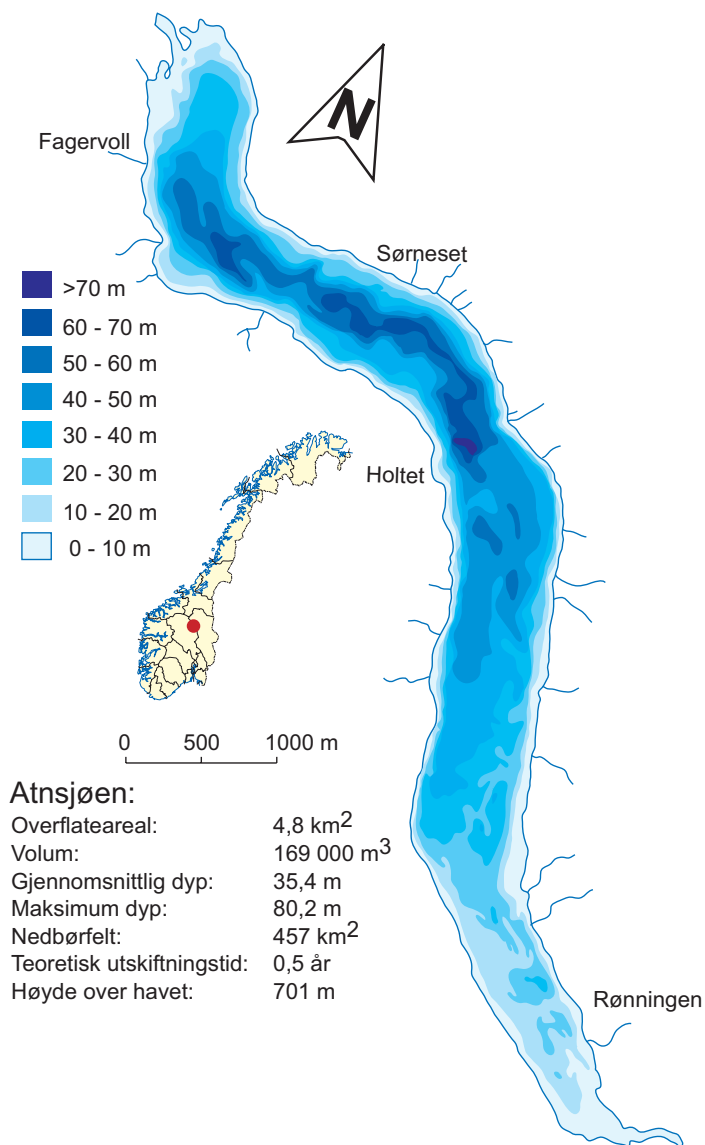 N
Fagervoll
Sørneset
>70 m
60 - 70 m
50 - 60 m
40 - 50 m
30 - 40 m
20 - 30 m
10 - 20 m
0 - 10 m
Holtet
0 500 1000 m
Atnsjøen:
Overflateareal: 4,8 km²
Volum: 169 000 m³
Gjennomsnittlig dyp: 35,4 m
Maksimum dyp: 80,2 m
Nedbørfelt: 457 km²
Teoretisk utskiftningstid: 0,5 år
Høyde over havet: 701 m
Rønningen